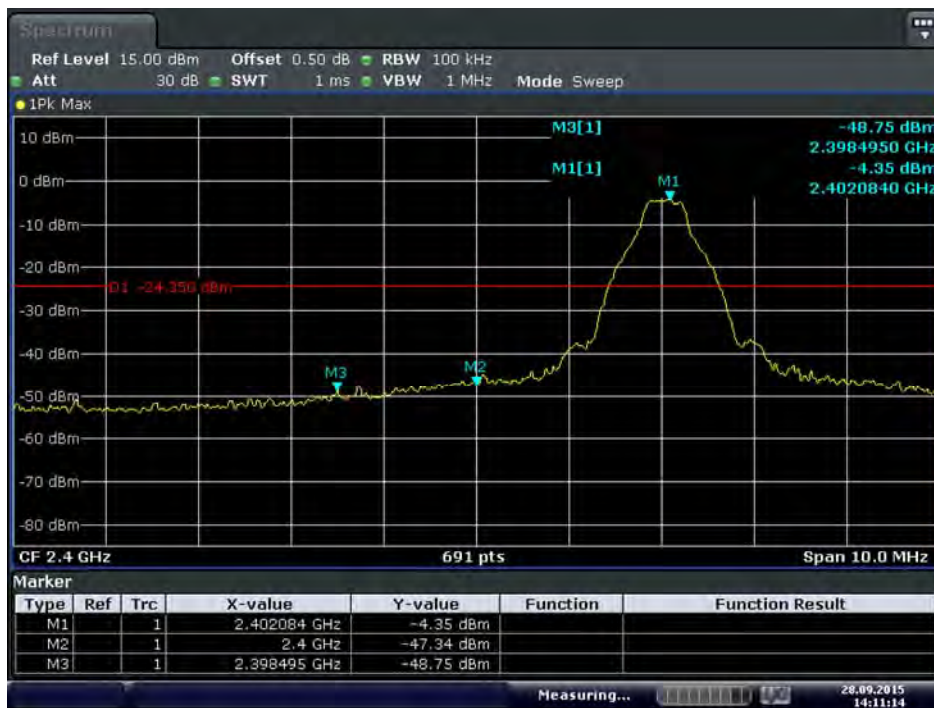 Spectrum
Ref Level 15.00 dBm Offset 0.50 dB RBW 100 kHz
Att 30 dB SWT 1 ms VBW 1 MHz Mode Sweep
1Pk Max
M3[1] -48.75 dBm
2.3984950 GHz
M1[1] -4.35 dBm
2.4020840 GHz
10 dBm
0 dBm
M1
-10 dBm
-20 dBm
D1 -24.350 dBm
-30 dBm
-40 dBm
M3
M2
-50 dBm
-60 dBm
-70 dBm
-80 dBm
CF 2.4 GHz 691 pts Span 10.0 MHz
Marker
Type Ref Trc X-value Y-value Function Function Result
M1 1 2.402084 GHz -4.35 dBm
M2 1 2.4 GHz -47.34 dBm
M3 1 2.398495 GHz -48.75 dBm
Measuring... 28.09.2015
14:11:14